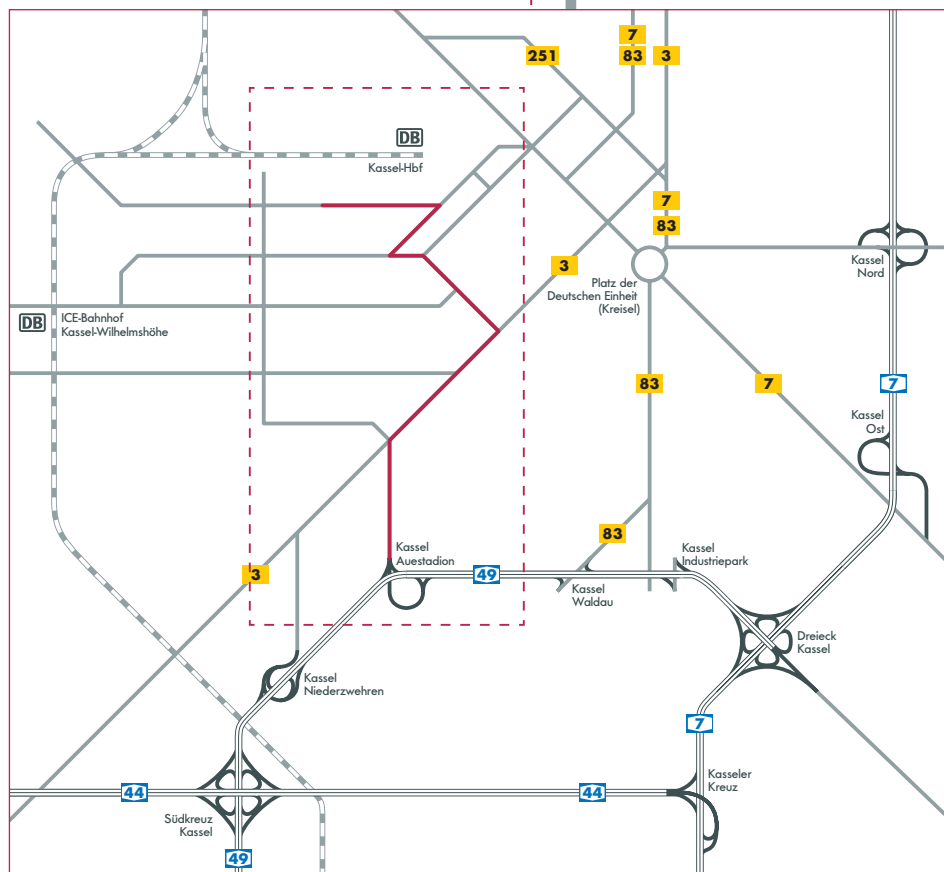 7
83
3
251
DB
Kassel-Hbf
7
83
3
Kassel
Nord
Platz der
Deutschen Einheit
(Kreisel)
DB
ICE-Bahnhof
Kassel-Wilhelmshöhe
83
7
7
Kassel
Ost
83
Kassel
Auestadion
Kassel
Industriepark
3
49
Kassel
Waldau
Dreieck
Kassel
Kassel
Niederzwehren
7
44
44
Kasseler
Kreuz
Südkreuz
Kassel
49